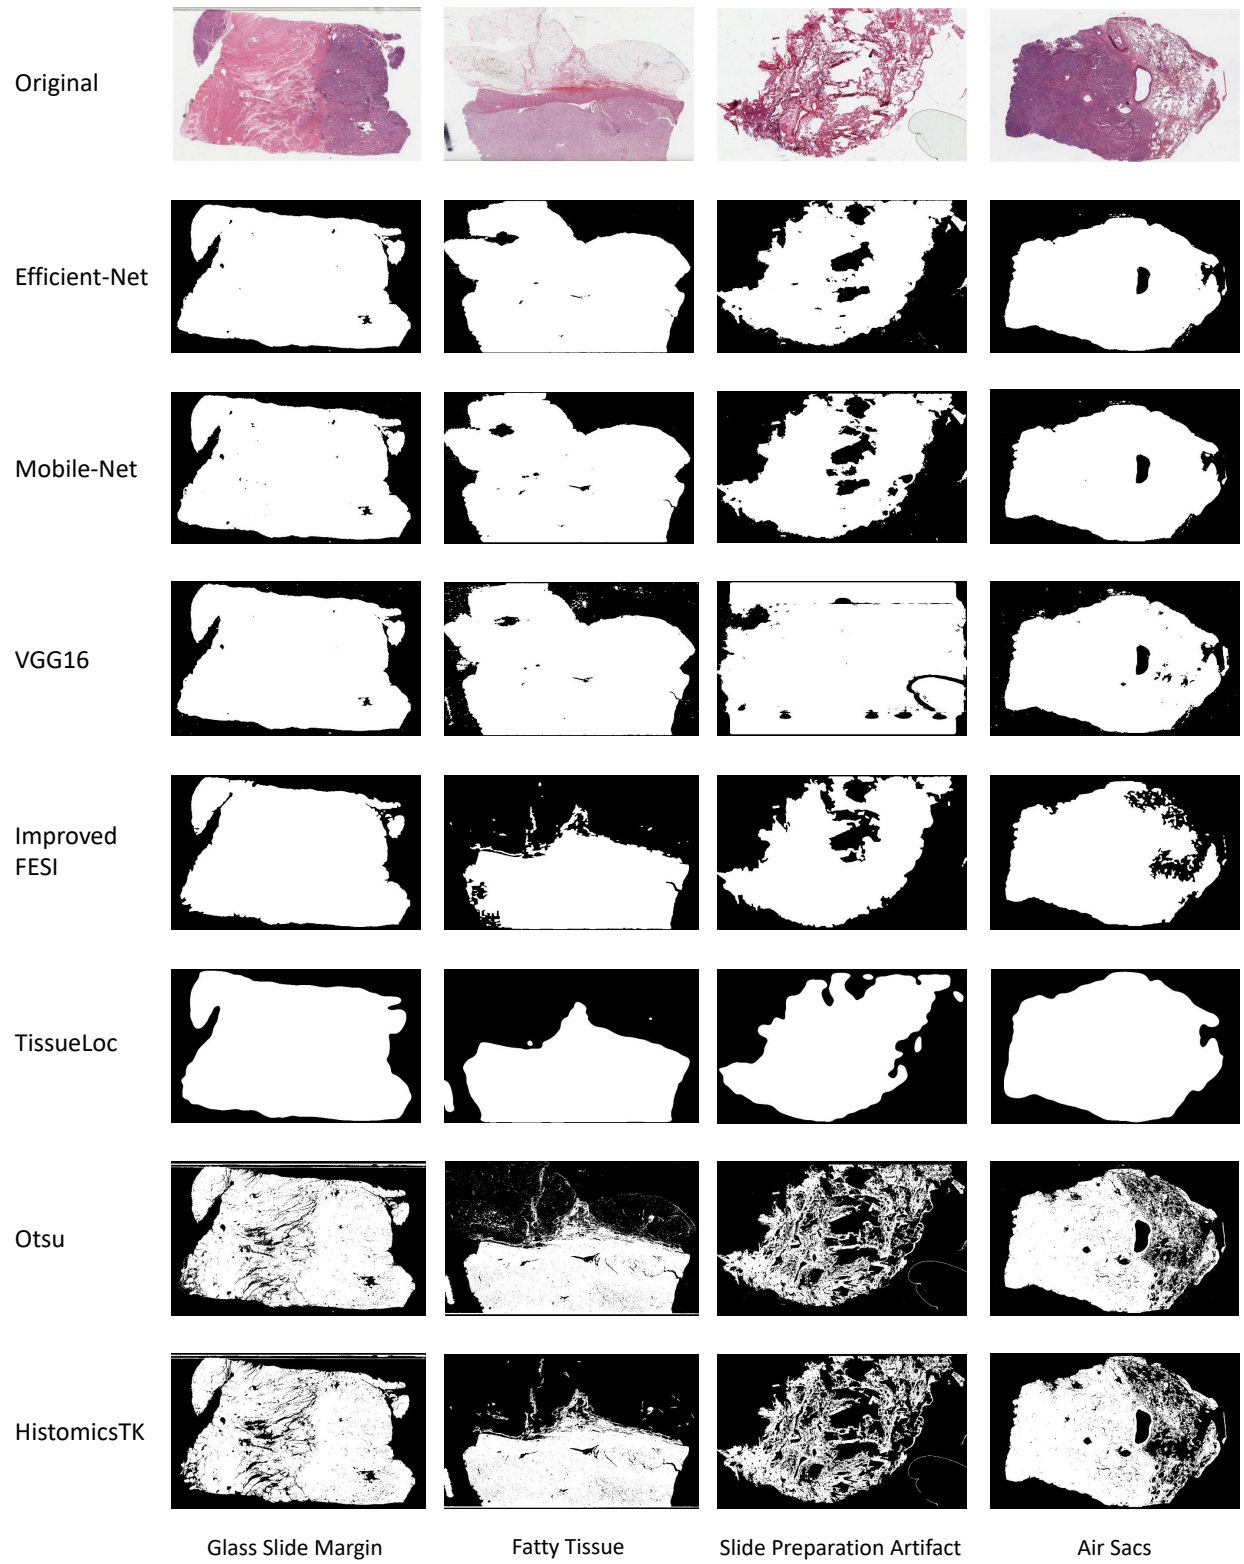 Original
Efficient-Net
Mobile-Net
VGG16
Improved
FESI
TissueLoc
Otsu
HistomicsTK
Glass Slide Margin
Fatty Tissue
Slide Preparation Artifact
Air Sacs